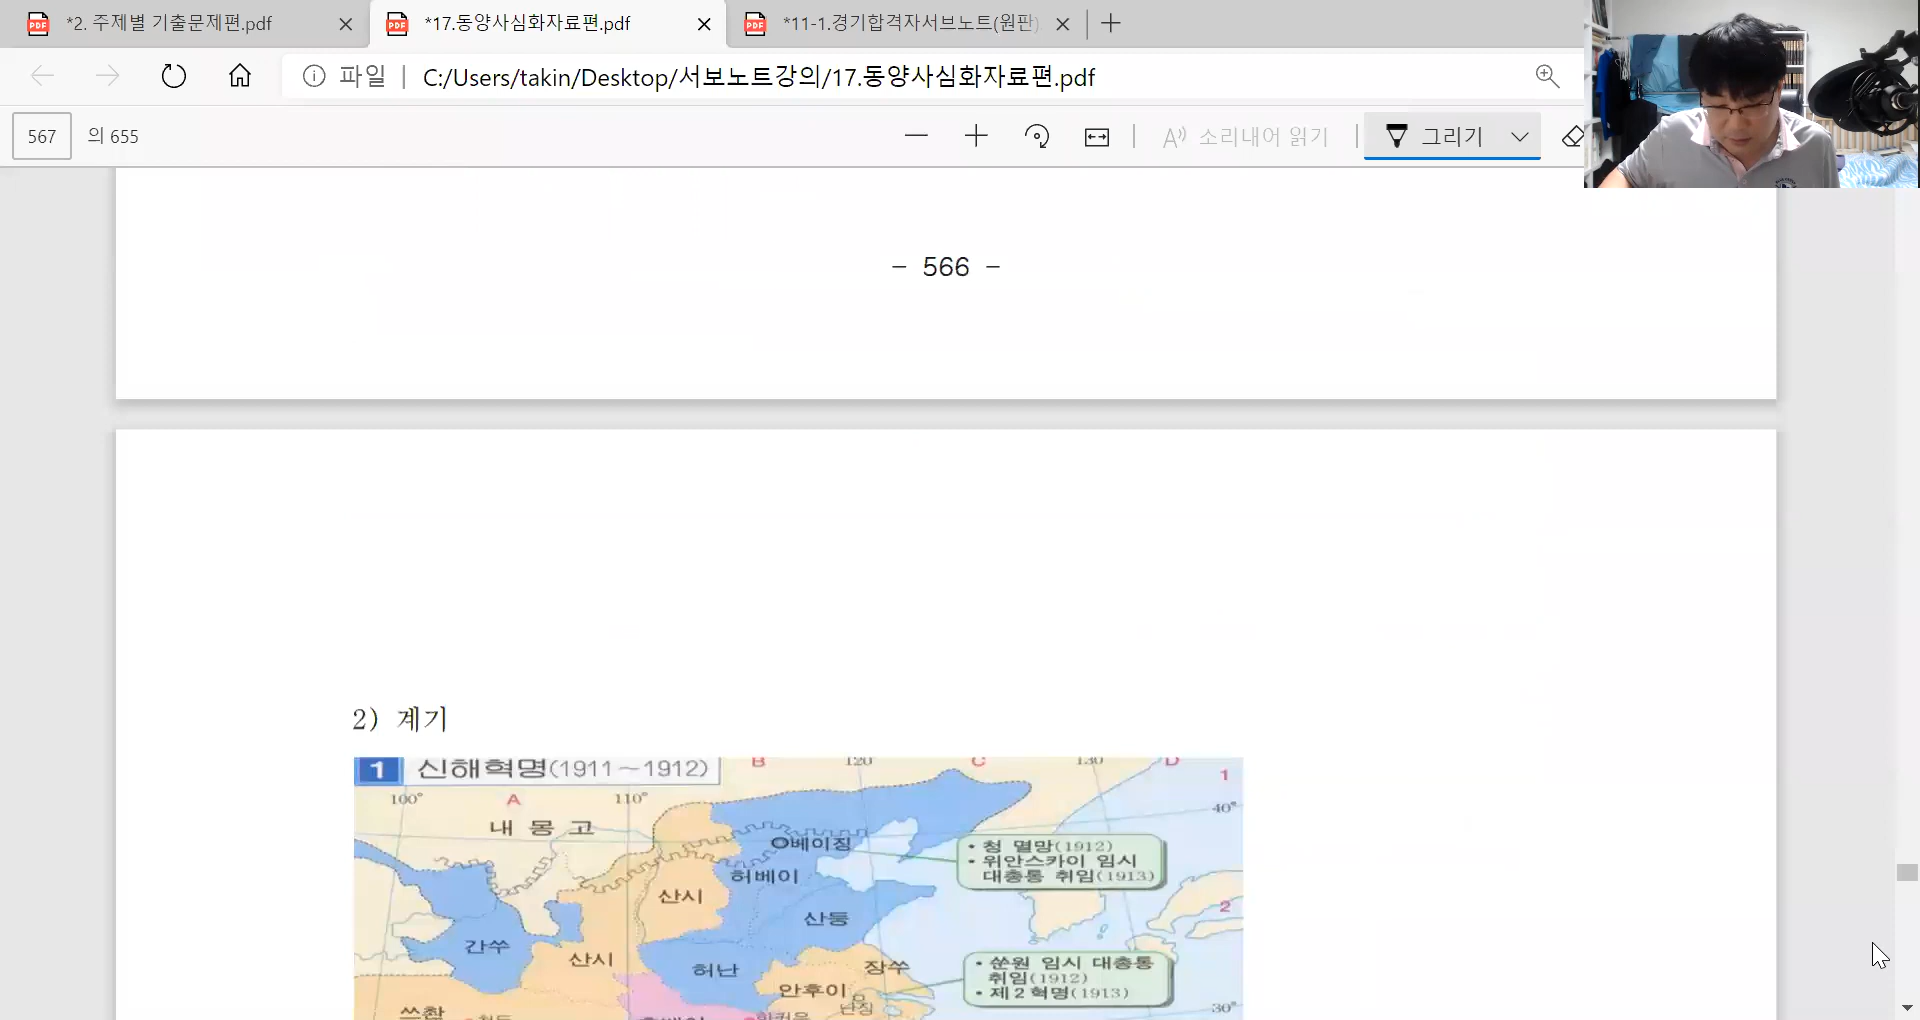 *2. 주제별 기출문제편.pdf
*17.동양사심화자료편.pdf
*11-1.경기합격자서브노트(원판).
파일 | C:/Users/takin/Desktop/서보노트강의/17.동양사심화자료편.pdf
567 의 655
소리내어 읽기
그리기
- 566 -
2) 계기
1 신해혁명(1911~1912)
B 120° C 130° D
1
100° A 110°
40°
내 몽 고
베이징
• 청 멸망(1912)
• 위안스카이 임시
대총통 취임(1913)
허베이
산시
2
산둥
간쑤
산시
허난
장쑤
• 쑨원 임시 대총통
취임(1912)
• 제2혁명(1913)
안후이
난징
30°
쓰촨